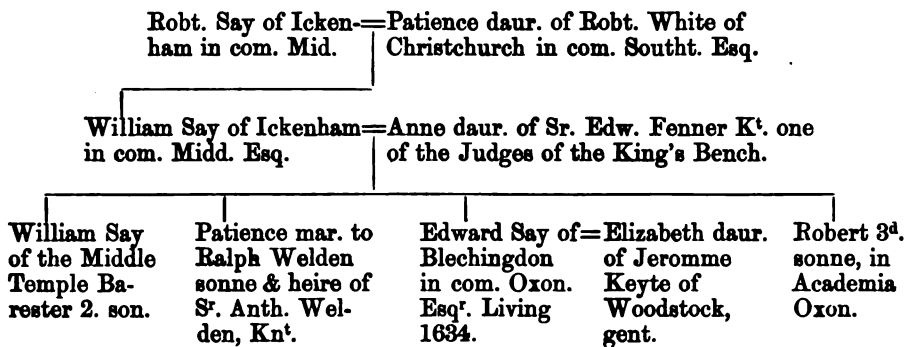 Robt. Say of Icken-=Patience daur. of Robt. White of
ham in com. Mid. Christchurch in com. Southt. Esq.
William Say of Ickenham=Anne daur. of Sr. Edw. Fenner Kt. one
in com. Midd. Esq. of the Judges of the King's Bench.
William Say
of the Middle
Temple Ba-
rester 2. son.
Patience mar. to
Ralph Welden
sonne & heire of
Sr. Anth. Wel-
den, Knt.
Edward Say of=Elizabeth daur.
Blechingdon of Jeromme
in com. Oxon. Keyte of
Esqr. Living Woodstock,
1634. gent.
Robert 3d.
sonne, in
Academia
Oxon.